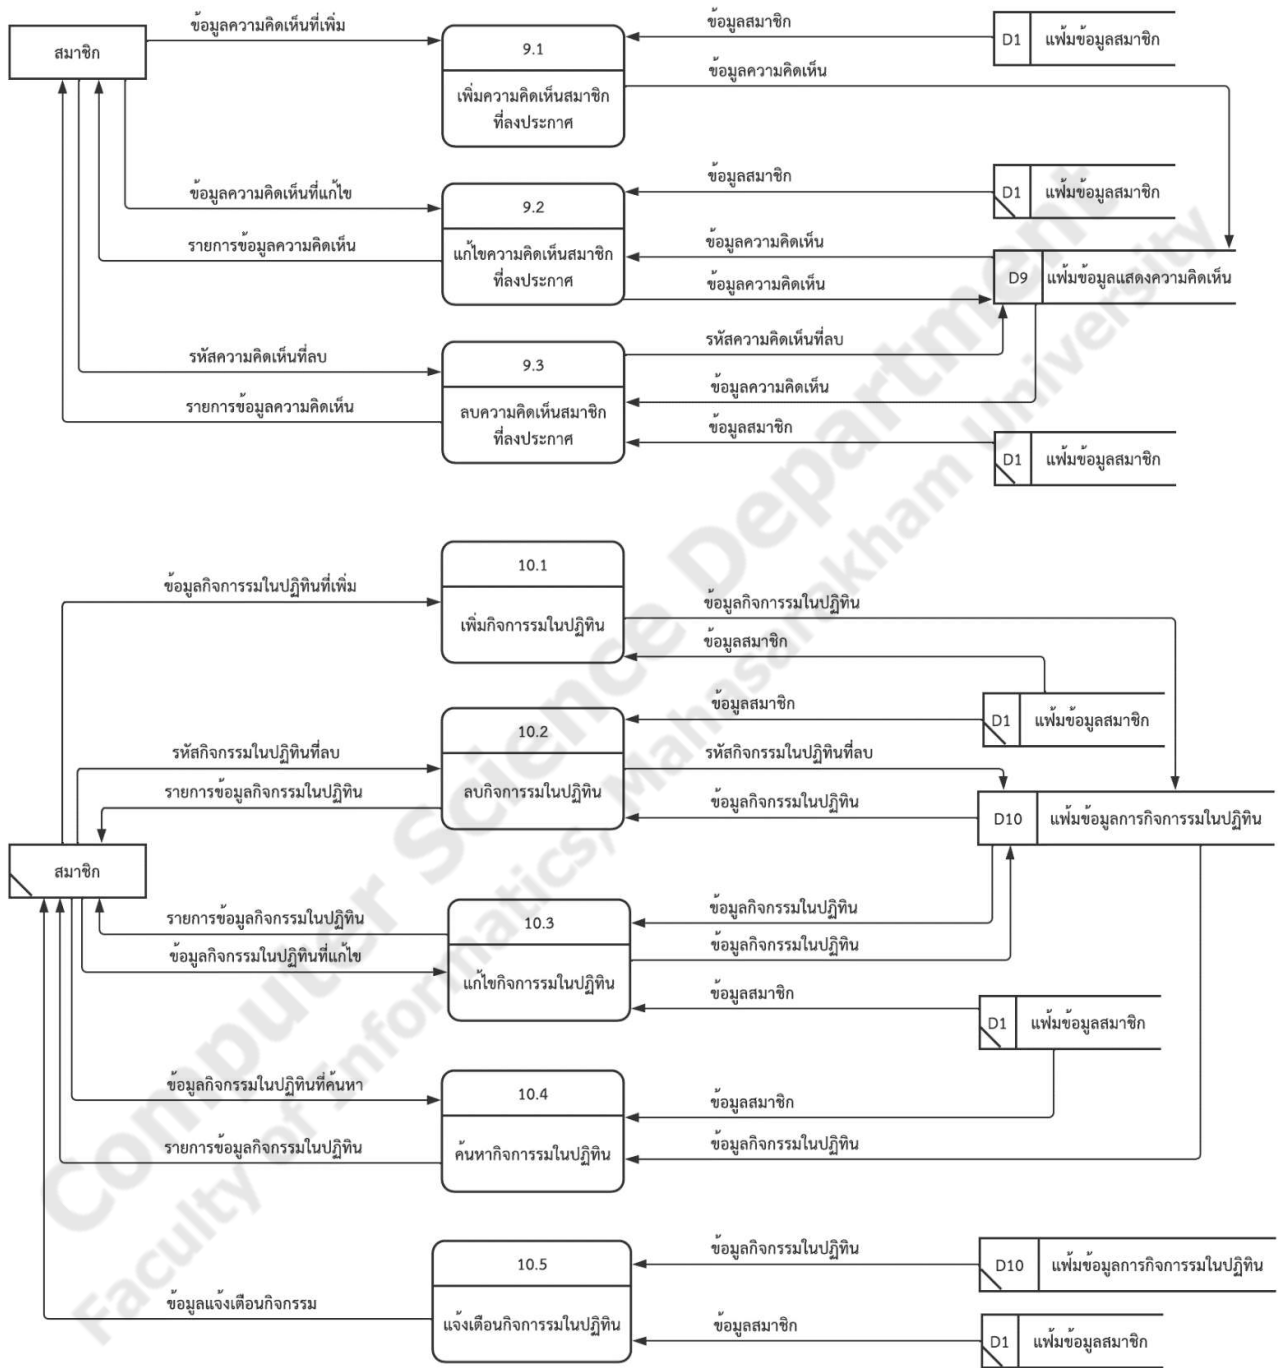 ข้อมูลความคิดเห็นที่เพิ่ม
ข้อมูลสมาชิก
สมาชิก
9.1
D1 แฟ้มข้อมูลสมาชิก
ข้อมูลความคิดเห็น
เพิ่มความคิดเห็นสมาชิก
ที่ลงประกาศ
ข้อมูลสมาชิก
ข้อมูลความคิดเห็นที่แก้ไข
9.2
D1 แฟ้มข้อมูลสมาชิก
รายการข้อมูลความคิดเห็น
ข้อมูลความคิดเห็น
แก้ไขความคิดเห็นสมาชิก
ที่ลงประกาศ
D9 แฟ้มข้อมูลแสดงความคิดเห็น
ข้อมูลความคิดเห็น
รหัสความคิดเห็นที่ลบ
รหัสความคิดเห็นที่ลบ
9.3
รายการข้อมูลความคิดเห็น
ข้อมูลความคิดเห็น
ลบความคิดเห็นสมาชิก
ที่ลงประกาศ
ข้อมูลสมาชิก
D1 แฟ้มข้อมูลสมาชิก
10.1
ข้อมูลกิจการรมในปฏิทินที่เพิ่ม
ข้อมูลกิจการรมในปฏิทิน
เพิ่มกิจการรมในปฏิทิน
ข้อมูลสมาชิก
ข้อมูลสมาชิก
D1 แฟ้มข้อมูลสมาชิก
10.2
รหัสกิจกรรมในปฏิทินที่ลบ
รหัสกิจกรรมในปฏิทินที่ลบ
รายการข้อมูลกิจกรรมในปฏิทิน
ลบกิจการรมในปฏิทิน
ข้อมูลกิจกรรมในปฏิทิน
D10 แฟ้มข้อมูลการกิจการรมในปฏิทิน
สมาชิก
รายการข้อมูลกิจกรรมในปฏิทิน
10.3
ข้อมูลกิจกรรมในปฏิทิน
ข้อมูลกิจกรรมในปฏิทินที่แก้ไข
ข้อมูลกิจกรรมในปฏิทิน
แก้ไขกิจการรมในปฏิทิน
ข้อมูลสมาชิก
D1 แฟ้มข้อมูลสมาชิก
ข้อมูลกิจกรรมในปฏิทินที่ค้นหา
10.4
ข้อมูลสมาชิก
รายการข้อมูลกิจกรรมในปฏิทิน
ค้นหากิจการรมในปฏิทิน
ข้อมูลกิจกรรมในปฏิทิน
ข้อมูลกิจกรรมในปฏิทิน
10.5
D10 แฟ้มข้อมูลการกิจการรมในปฏิทิน
ข้อมูลแจ้งเตือนกิจกรรม
แจ้งเตือนกิจการรมในปฏิทิน
ข้อมูลสมาชิก
D1 แฟ้มข้อมูลสมาชิก
Computer Science Department
Faculty of Informatics, Mahasarakham University